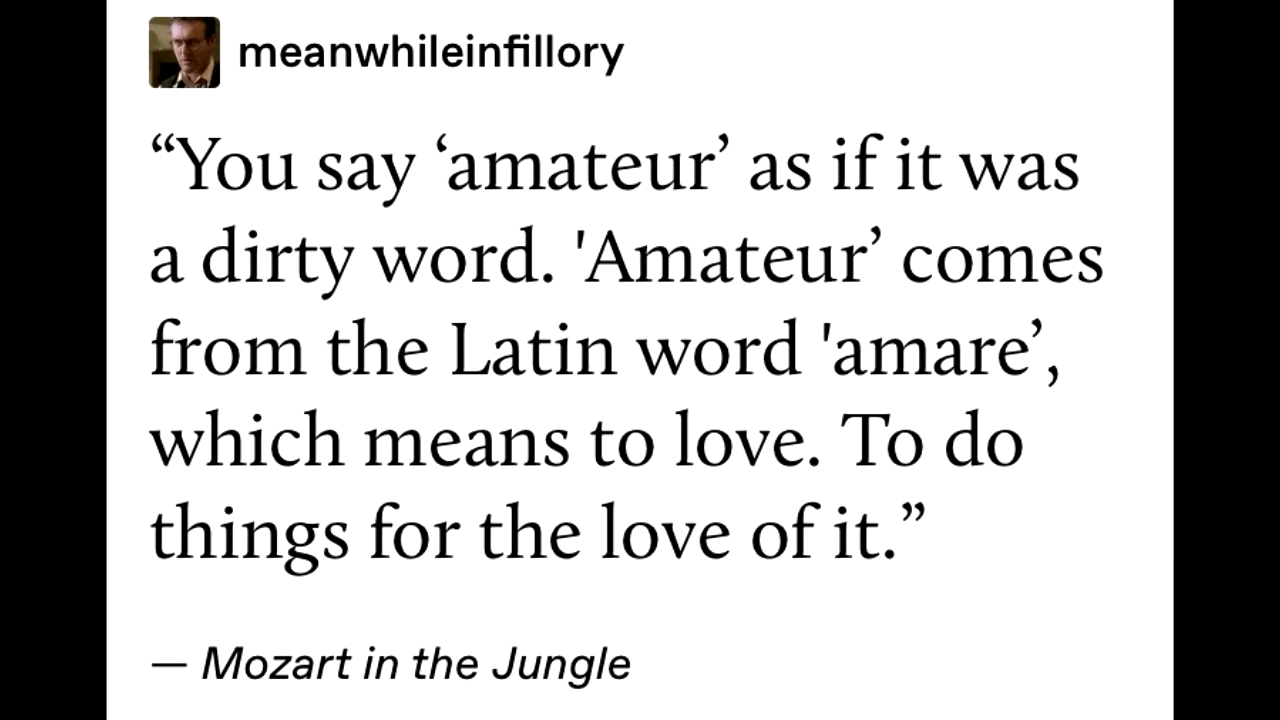 meanwhileinfillory
“You say ‘amateur’ as if it was
a dirty word. 'Amateur’ comes
from the Latin word 'amare’,
which means to love. To do
things for the love of it.”
— Mozart in the Jungle